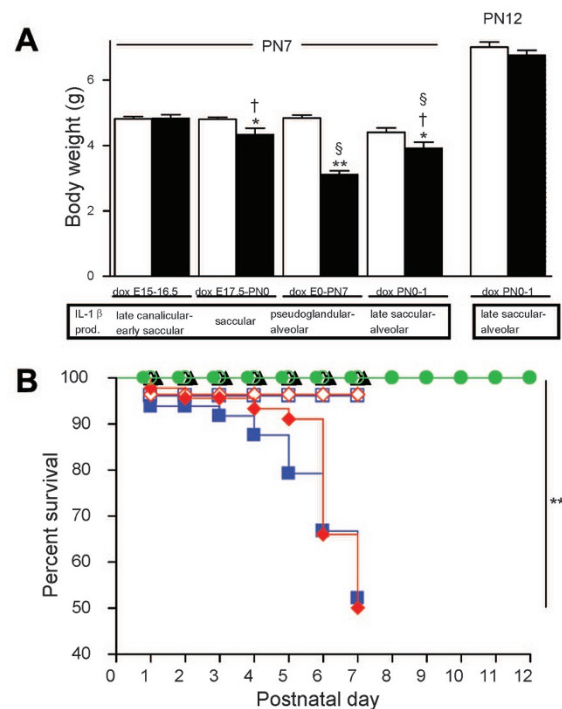 PN12
A
PN7
Body weight (g)
6
4
2
0
†
*
§
**
§
†
*
dox E15-16.5 dox E17.5-PN0 dox E0-PN7 dox PN0-1 dox PN0-1
IL-1 β prod.
late canalicular-
early saccular
saccular
pseudoglandular-
alveolar
late saccular-
alveolar
late saccular-
alveolar
B
Percent survival
100
90
80
70
60
50
40
**
0 1 2 3 4 5 6 7 8 9 10 11 12
Postnatal day